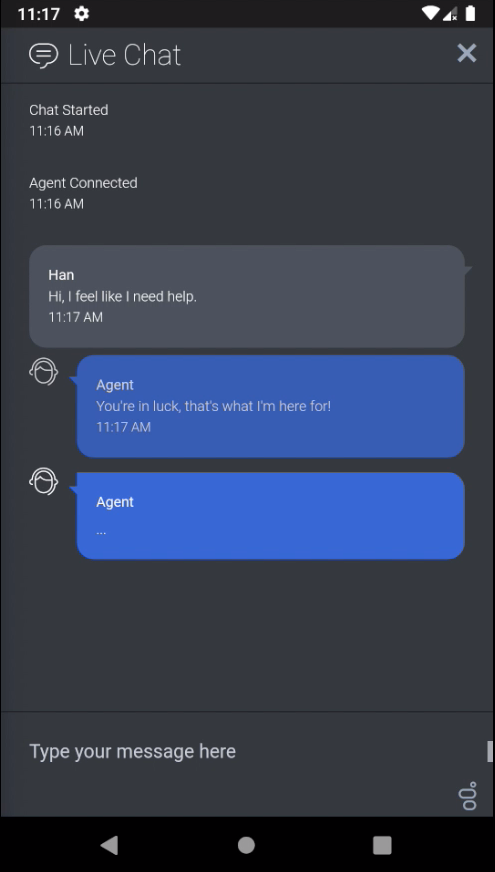 11:17
Live Chat
Chat Started
11:16 AM
Agent Connected
11:16 AM
Han
Hi, I feel like I need help.
11:17 AM
Agent
You're in luck, that's what I'm here for!
11:17 AM
Agent
...
Type your message here